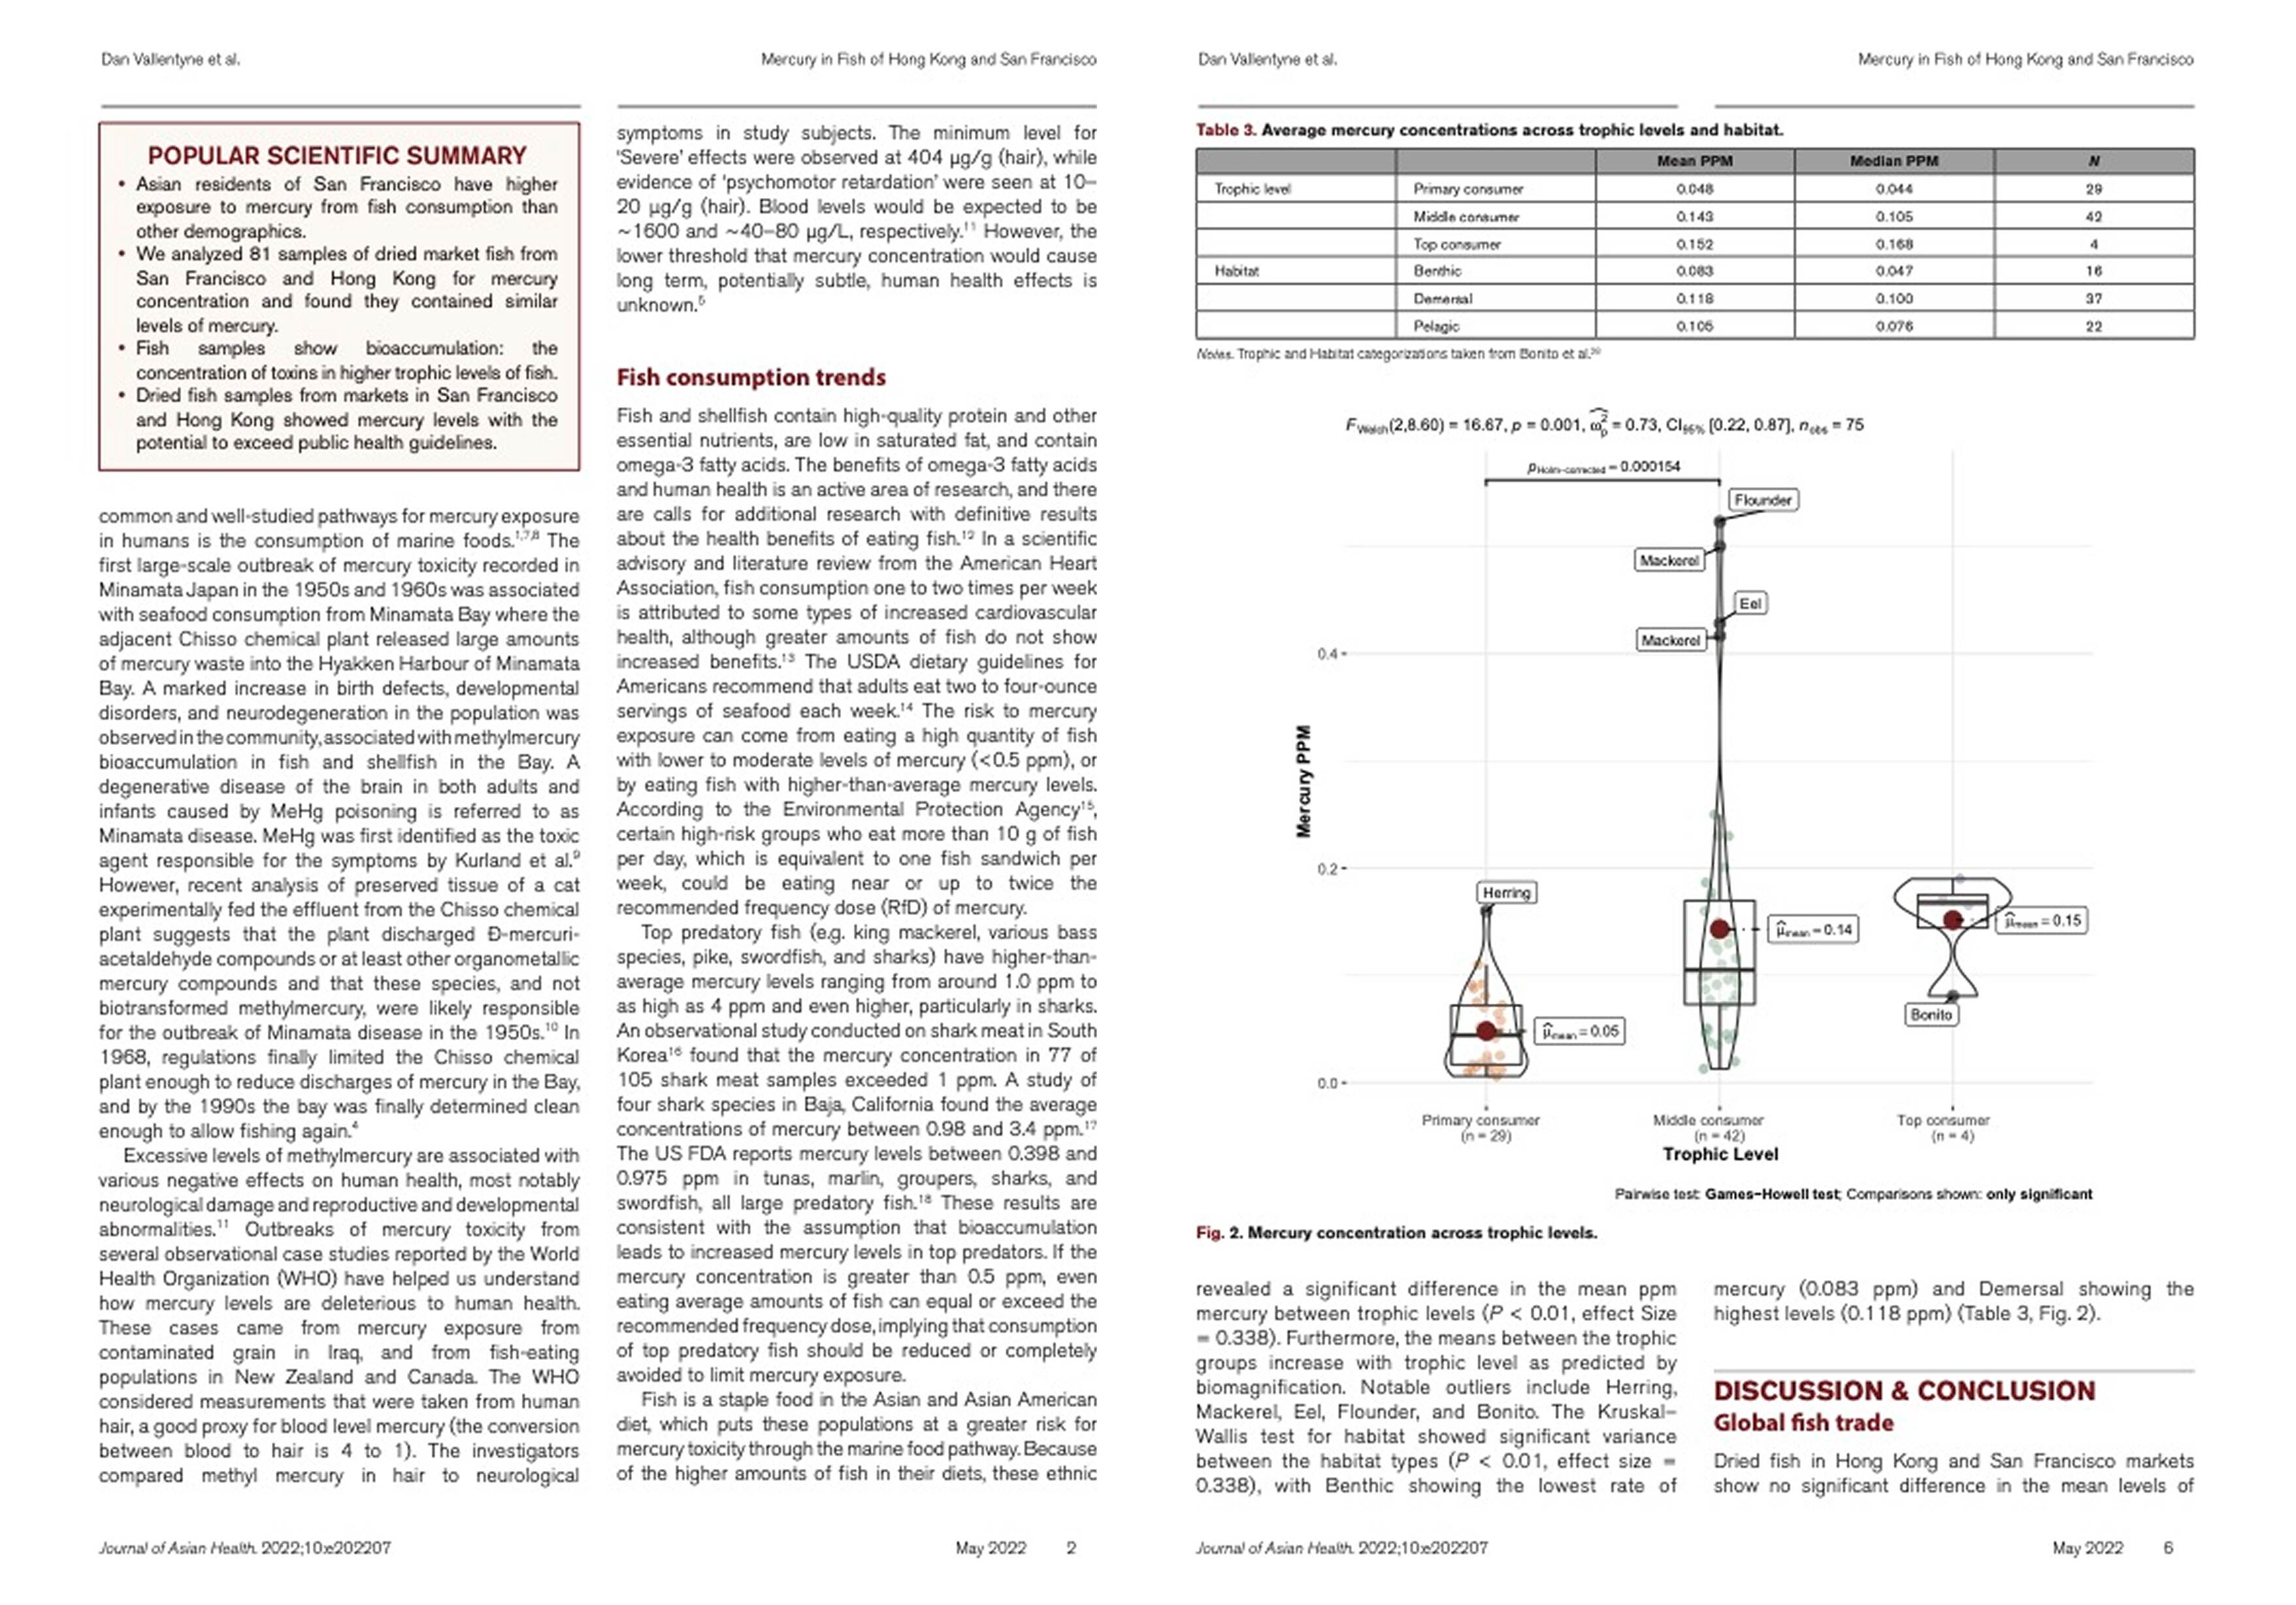 Dan Vallentyne et al.
Mercury in Fish of Hong Kong and San Francisco
POPULAR SCIENTIFIC SUMMARY
• Asian residents of San Francisco have higher
exposure to mercury from fish consumption than
other demographics.
• We analyzed 81 samples of dried market fish from
San Francisco and Hong Kong for mercury
concentration and found they contained similar
levels of mercury.
• Fish samples show bioaccumulation: the
concentration of toxins in higher trophic levels of fish.
• Dried fish samples from markets in San Francisco
and Hong Kong showed mercury levels with the
potential to exceed public health guidelines.
common and well-studied pathways for mercury exposure
in humans is the consumption of marine foods.1,7,8 The
first large-scale outbreak of mercury toxicity recorded in
Minamata Japan in the 1950s and 1960s was associated
with seafood consumption from Minamata Bay where the
adjacent Chisso chemical plant released large amounts
of mercury waste into the Hyakken Harbour of Minamata
Bay. A marked increase in birth defects, developmental
disorders, and neurodegeneration in the population was
observed in the community, associated with methylmercury
bioaccumulation in fish and shellfish in the Bay. A
degenerative disease of the brain in both adults and
infants caused by MeHg poisoning is referred to as
Minamata disease. MeHg was first identified as the toxic
agent responsible for the symptoms by Kurland et al.9
However, recent analysis of preserved tissue of a cat
experimentally fed the effluent from the Chisso chemical
plant suggests that the plant discharged Đ-mercuri-
acetaldehyde compounds or at least other organometallic
mercury compounds and that these species, and not
biotransformed methylmercury, were likely responsible
for the outbreak of Minamata disease in the 1950s.10 In
1968, regulations finally limited the Chisso chemical
plant enough to reduce discharges of mercury in the Bay,
and by the 1990s the bay was finally determined clean
enough to allow fishing again.4
Excessive levels of methylmercury are associated with
various negative effects on human health, most notably
neurological damage and reproductive and developmental
abnormalities.11 Outbreaks of mercury toxicity from
several observational case studies reported by the World
Health Organization (WHO) have helped us understand
how mercury levels are deleterious to human health.
These cases came from mercury exposure from
contaminated grain in Iraq, and from fish-eating
populations in New Zealand and Canada. The WHO
considered measurements that were taken from human
hair, a good proxy for blood level mercury (the conversion
between blood to hair is 4 to 1). The investigators
compared methyl mercury in hair to neurological
symptoms in study subjects. The minimum level for
'Severe' effects were observed at 404 µg/g (hair), while
evidence of 'psychomotor retardation' were seen at 10–
20 µg/g (hair). Blood levels would be expected to be
~1600 and ~40–80 µg/L, respectively.11 However, the
lower threshold that mercury concentration would cause
long term, potentially subtle, human health effects is
unknown.5
Fish consumption trends
Fish and shellfish contain high-quality protein and other
essential nutrients, are low in saturated fat, and contain
omega-3 fatty acids. The benefits of omega-3 fatty acids
and human health is an active area of research, and there
are calls for additional research with definitive results
about the health benefits of eating fish.12 In a scientific
advisory and literature review from the American Heart
Association, fish consumption one to two times per week
is attributed to some types of increased cardiovascular
health, although greater amounts of fish do not show
increased benefits.13 The USDA dietary guidelines for
Americans recommend that adults eat two to four-ounce
servings of seafood each week.14 The risk to mercury
exposure can come from eating a high quantity of fish
with lower to moderate levels of mercury (<0.5 ppm), or
by eating fish with higher-than-average mercury levels.
According to the Environmental Protection Agency15,
certain high-risk groups who eat more than 10 g of fish
per day, which is equivalent to one fish sandwich per
week, could be eating near or up to twice the
recommended frequency dose (RfD) of mercury.
Top predatory fish (e.g. king mackerel, various bass
species, pike, swordfish, and sharks) have higher-than-
average mercury levels ranging from around 1.0 ppm to
as high as 4 ppm and even higher, particularly in sharks.
An observational study conducted on shark meat in South
Korea16 found that the mercury concentration in 77 of
105 shark meat samples exceeded 1 ppm. A study of
four shark species in Baja, California found the average
concentrations of mercury between 0.98 and 3.4 ppm.17
The US FDA reports mercury levels between 0.398 and
0.975 ppm in tunas, marlin, groupers, sharks, and
swordfish, all large predatory fish.18 These results are
consistent with the assumption that bioaccumulation
leads to increased mercury levels in top predators. If the
mercury concentration is greater than 0.5 ppm, even
eating average amounts of fish can equal or exceed the
recommended frequency dose, implying that consumption
of top predatory fish should be reduced or completely
avoided to limit mercury exposure.
Fish is a staple food in the Asian and Asian American
diet, which puts these populations at a greater risk for
mercury toxicity through the marine food pathway. Because
of the higher amounts of fish in their diets, these ethnic
Journal of Asian Health. 2022;10:e202207
May 2022 2
Dan Vallentyne et al.
Mercury in Fish of Hong Kong and San Francisco
Table 3. Average mercury concentrations across trophic levels and habitat.
Mean PPM Median PPM N
Trophic level Primary consumer 0.048 0.044 29
Middle consumer 0.143 0.105 42
Top consumer 0.152 0.168 4
Habitat Benthic 0.083 0.047 16
Demersal 0.118 0.100 37
Pelagic 0.105 0.076 22
Notes. Trophic and Habitat categorizations taken from Bonito et al.30
FWelch(2,8.60) = 16.67, p = 0.001, ω̂p2 = 0.73, CI95% [0.22, 0.87], nobs = 75
pHolm-corrected = 0.000154
Flounder
Mackerel
Eel
Mackerel
0.4
Mercury PPM
0.2
Herring
μ̂mean = 0.14
μ̂mean = 0.15
Bonito
μ̂mean = 0.05
0.0
Primary consumer Middle consumer Top consumer
(n = 29) (n = 42) (n = 4)
Trophic Level
Pairwise test: Games−Howell test; Comparisons shown: only significant
Fig. 2. Mercury concentration across trophic levels.
revealed a significant difference in the mean ppm
mercury between trophic levels (P < 0.01, effect Size
= 0.338). Furthermore, the means between the trophic
groups increase with trophic level as predicted by
biomagnification. Notable outliers include Herring,
Mackerel, Eel, Flounder, and Bonito. The Kruskal–
Wallis test for habitat showed significant variance
between the habitat types (P < 0.01, effect size =
0.338), with Benthic showing the lowest rate of
mercury (0.083 ppm) and Demersal showing the
highest levels (0.118 ppm) (Table 3, Fig. 2).
DISCUSSION & CONCLUSION
Global fish trade
Dried fish in Hong Kong and San Francisco markets
show no significant difference in the mean levels of
Journal of Asian Health. 2022;10:e202207
May 2022 6